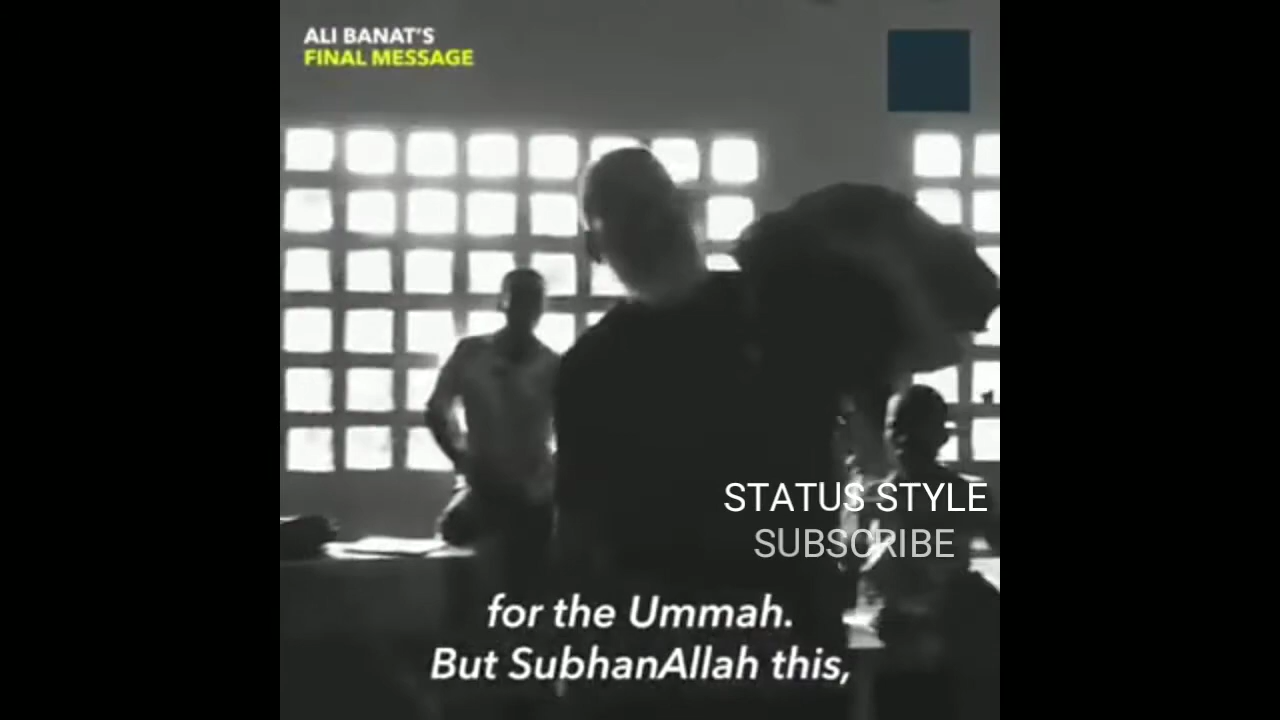 ALI BANAT'S
FINAL MESSAGE
STATUS STYLE
SUBSCRIBE
for the Ummah.
But SubhanAllah this,